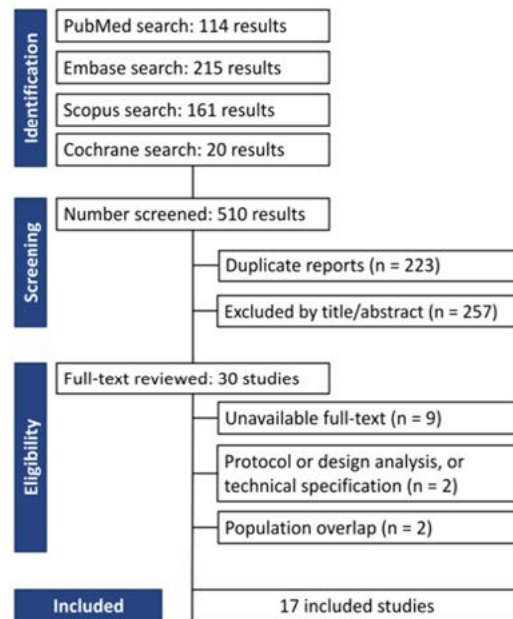 Identification
PubMed search: 114 results
Embase search: 215 results
Scopus search: 161 results
Cochrane search: 20 results
Screening
Number screened: 510 results
Duplicate reports (n = 223)
Excluded by title/abstract (n = 257)
Eligibility
Full-text reviewed: 30 studies
Unavailable full-text (n = 9)
Protocol or design analysis, or
technical specification (n = 2)
Population overlap (n = 2)
Included
17 included studies